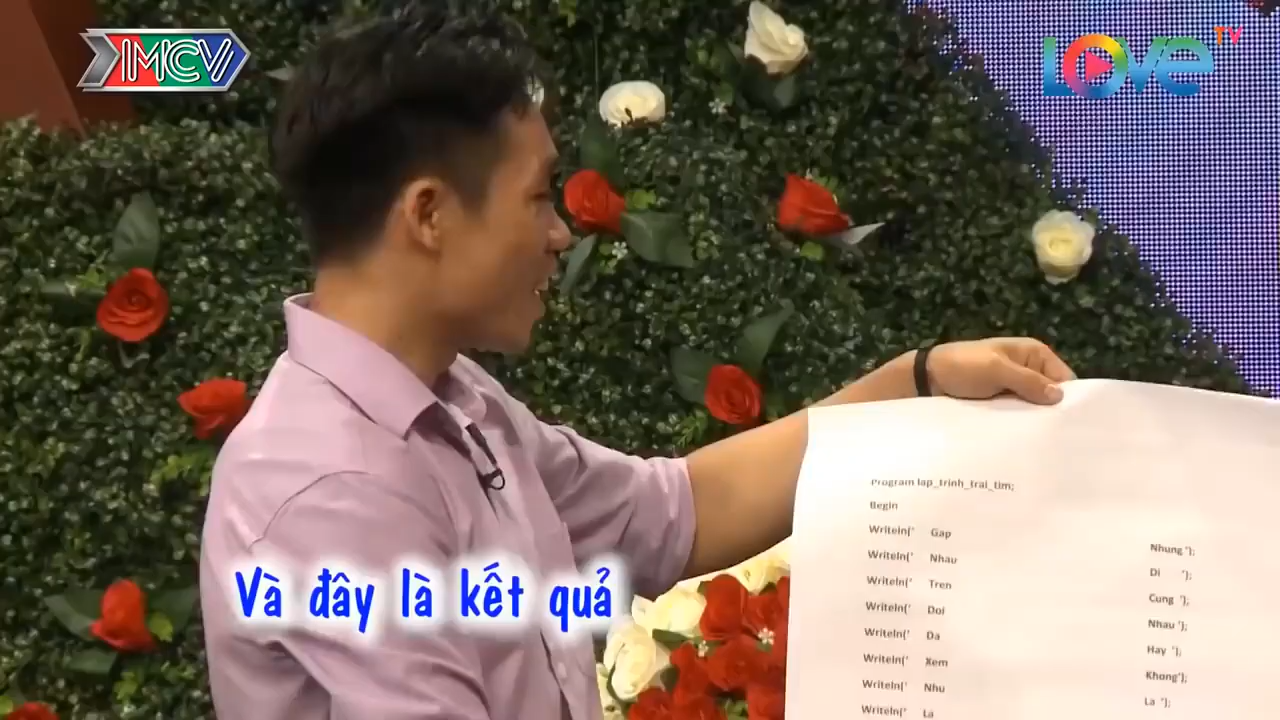 MCV
LOVE TV
Program lap_trinh_trai_tim;
Begin
Writeln(' Gap Nhung ');
Writeln(' Nhau Di ');
Writeln(' Tren Cung ');
Writeln(' Doi Nhau ');
Writeln(' Da Hay ');
Writeln(' Xem Khong');
Writeln(' Nhu La ');
Writeln(' La
Và đây là kết quả